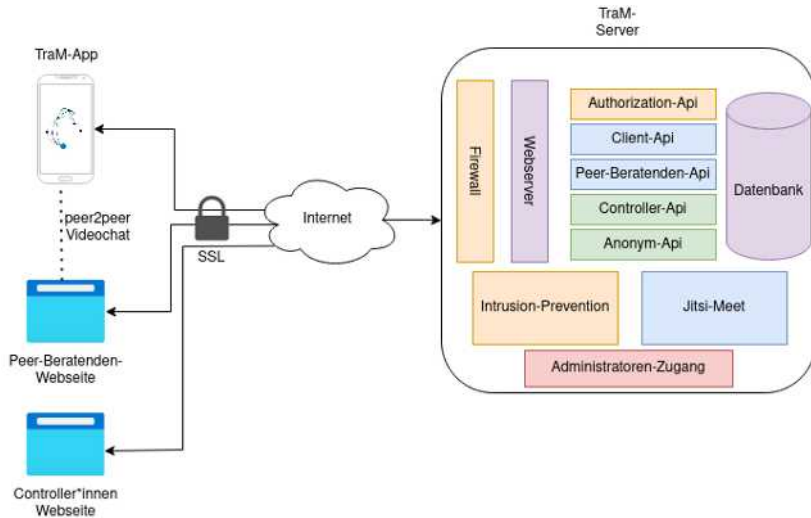 TraM-
Server
TraM-App
Firewall
Webserver
Authorization-Api
Client-Api
Peer-Beratenden-Api
Controller-Api
Anonym-Api
Datenbank
peer2peer
Videochat
SSL
Internet
Intrusion-Prevention
Jitsi-Meet
Administratoren-Zugang
Peer-Beratenden-
Webseite
Controller*innen
Webseite